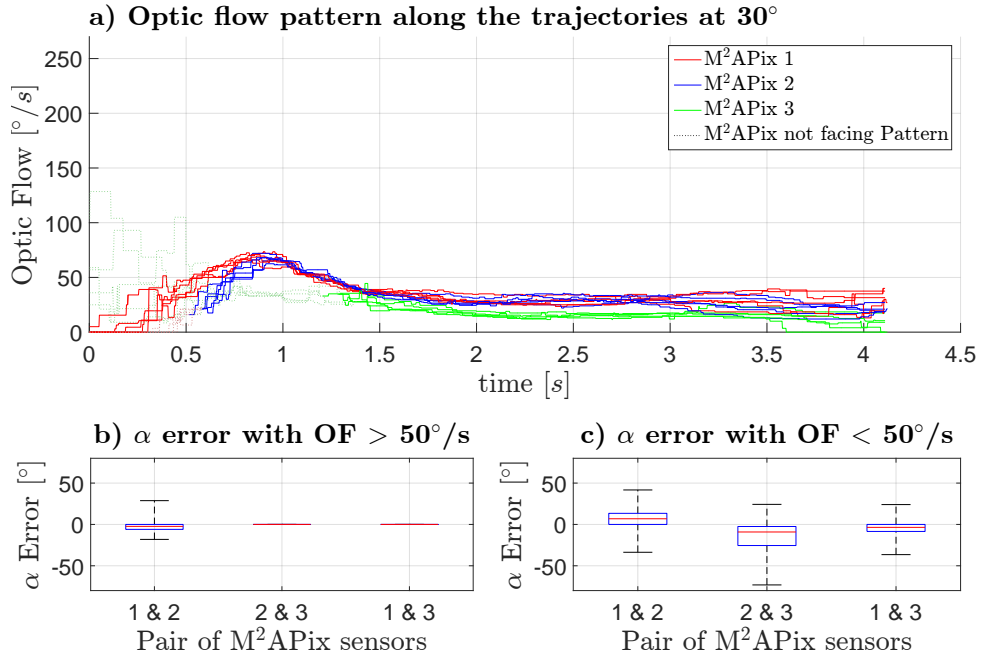 a) Optic flow pattern along the trajectories at 30°
Optic Flow [°/s]
250
200
150
100
50
0
M²APix 1
M²APix 2
M²APix 3
M²APix not facing Pattern
0 0.5 1 1.5 2 2.5 3 3.5 4 4.5
time [s]
b) α error with OF > 50°/s
α Error [°]
50
0
-50
1 & 2 2 & 3 1 & 3
Pair of M²APix sensors
c) α error with OF < 50°/s
α Error [°]
50
0
-50
1 & 2 2 & 3 1 & 3
Pair of M²APix sensors